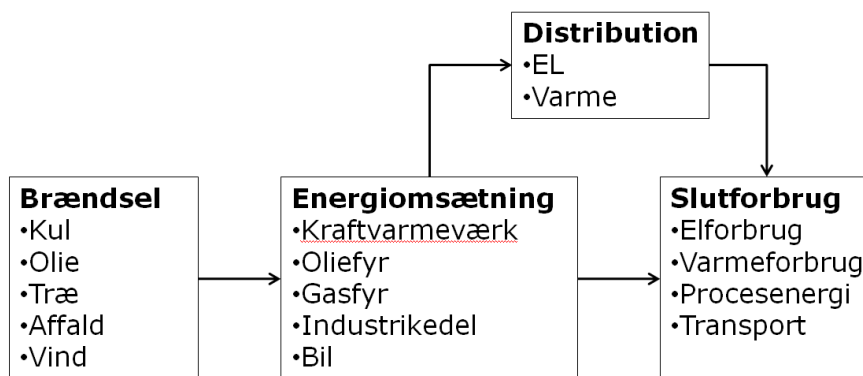 Distribution
•EL
•Varme
Brændsel
•Kul
•Olie
•Træ
•Affald
•Vind
Energiomsætning
•Kraftvarmeværk
•Oliefyr
•Gasfyr
•Industrikedel
•Bil
Slutforbrug
•Elforbrug
•Varmeforbrug
•Procesenergi
•Transport